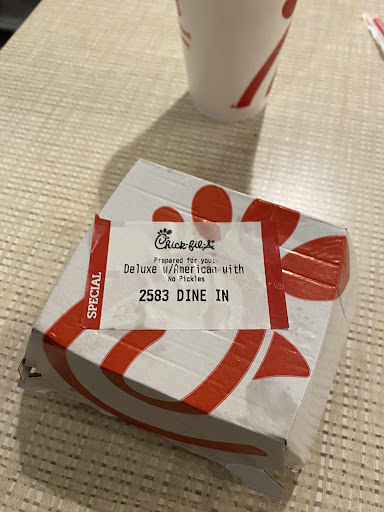 Chick-fil-A
Prepared for you:
Deluxe w/American with
No Pickles
2583 DINE IN
SPECIAL